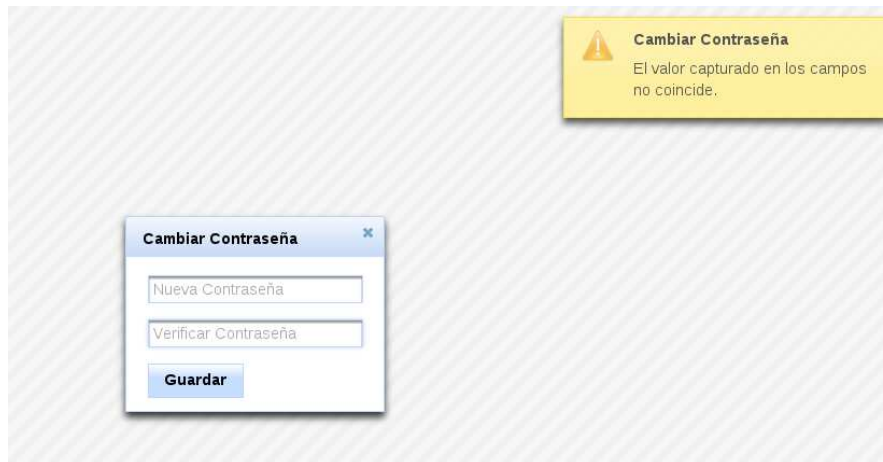 Cambiar Contraseña
El valor capturado en los campos
no coincide.
Cambiar Contraseña
Nueva Contraseña
Verificar Contraseña
Guardar